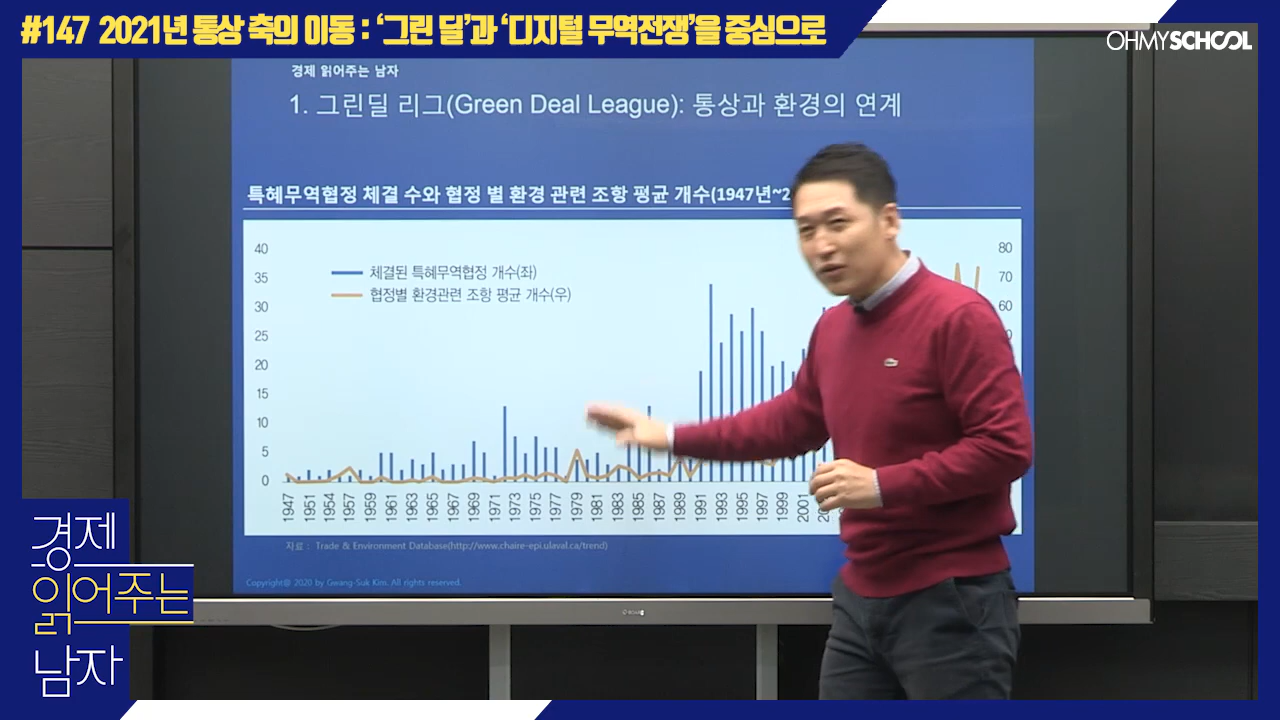 #147 2021년 통상 축의 이동 : ‘그린 딜’과 ‘디지털 무역전쟁’을 중심으로
OHMYSCHOOL
경제 읽어주는 남자
1. 그린딜 리그(Green Deal League): 통상과 환경의 연계
특혜무역협정 체결 수와 협정 별 환경 관련 조항 평균 개수(1947년~2
40
35
30
25
20
15
10
5
0
체결된 특혜무역협정 개수(좌)
협정별 환경관련 조항 평균 개수(우)
80
70
60
1947 1951 1954 1957 1959 1961 1963 1965 1967 1969 1971 1973 1975 1977 1979 1981 1983 1985 1987 1989 1991 1993 1995 1997 1999 2001
자료 : Trade & Environment Database(http://www.chaire-epi.ulaval.ca/trend)
Copyright@ 2020 by Gwang-Suk Kim. All rights reserved.
경제
읽어주는
남자